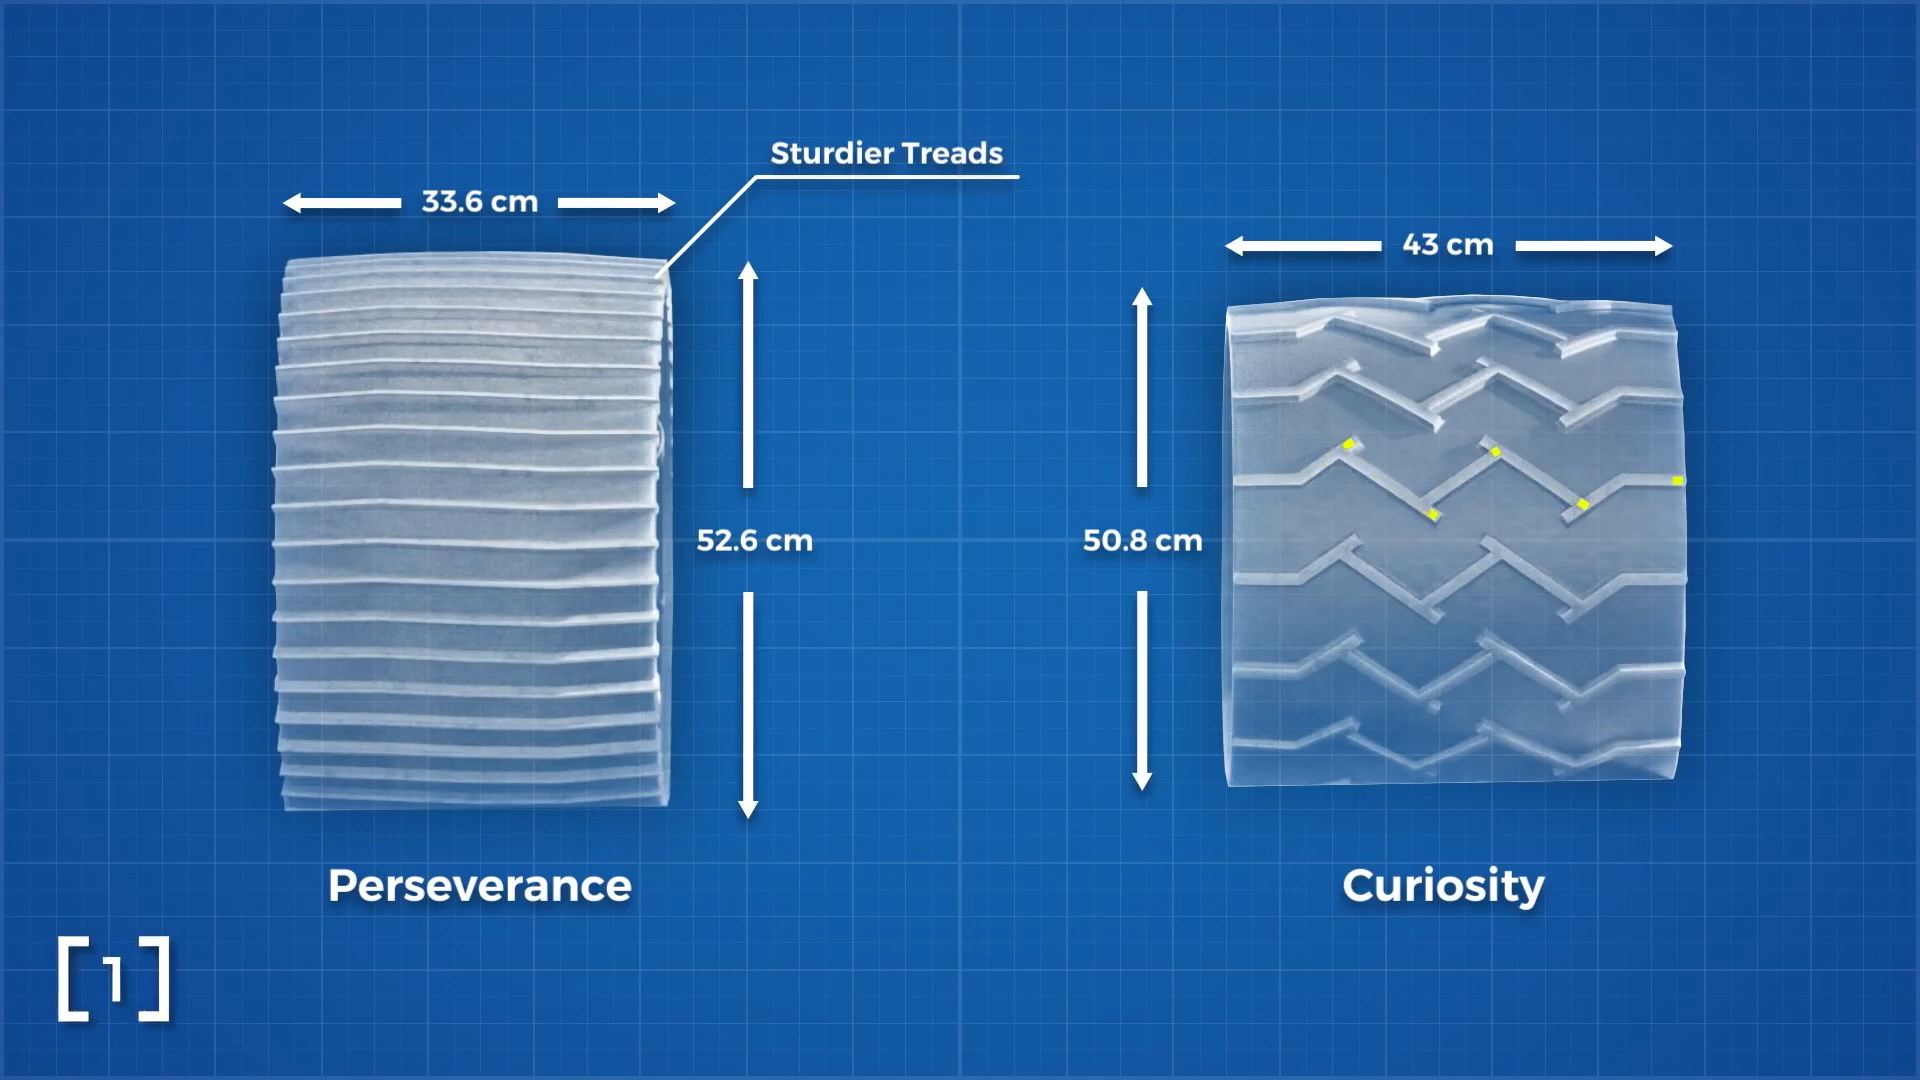 Sturdier Treads
33.6 cm
43 cm
52.6 cm
50.8 cm
Perseverance
Curiosity
[1]